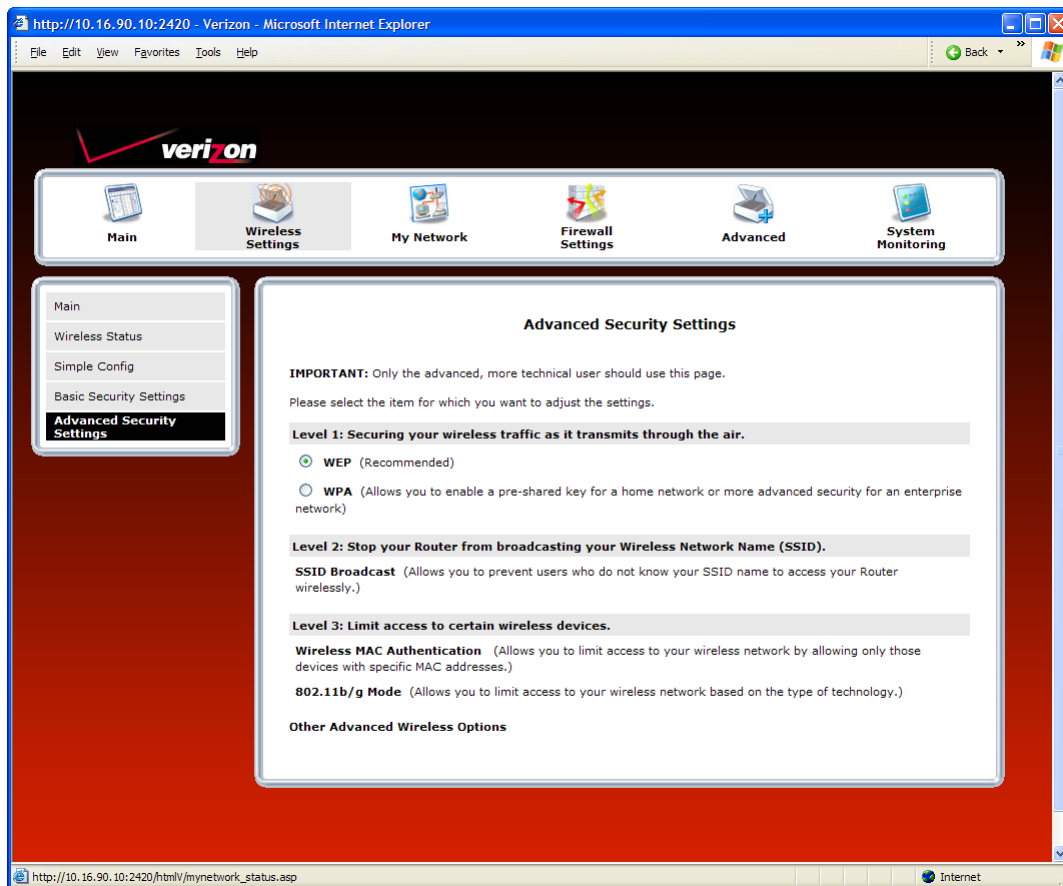 http://10.16.90.10:2420 - Verizon - Microsoft Internet Explorer
File Edit View Favorites Tools Help
Back »
verizon
Main
Wireless
Settings
My Network
Firewall
Settings
Advanced
System
Monitoring
Main
Wireless Status
Simple Config
Basic Security Settings
Advanced Security
Settings
Advanced Security Settings
IMPORTANT: Only the advanced, more technical user should use this page.
Please select the item for which you want to adjust the settings.
Level 1: Securing your wireless traffic as it transmits through the air.
WEP (Recommended)
WPA (Allows you to enable a pre-shared key for a home network or more advanced security for an enterprise
network)
Level 2: Stop your Router from broadcasting your Wireless Network Name (SSID).
SSID Broadcast (Allows you to prevent users who do not know your SSID name to access your Router
wirelessly.)
Level 3: Limit access to certain wireless devices.
Wireless MAC Authentication (Allows you to limit access to your wireless network by allowing only those
devices with specific MAC addresses.)
802.11b/g Mode (Allows you to limit access to your wireless network based on the type of technology.)
Other Advanced Wireless Options
http://10.16.90.10:2420/htmlV/mynetwork_status.asp
Internet